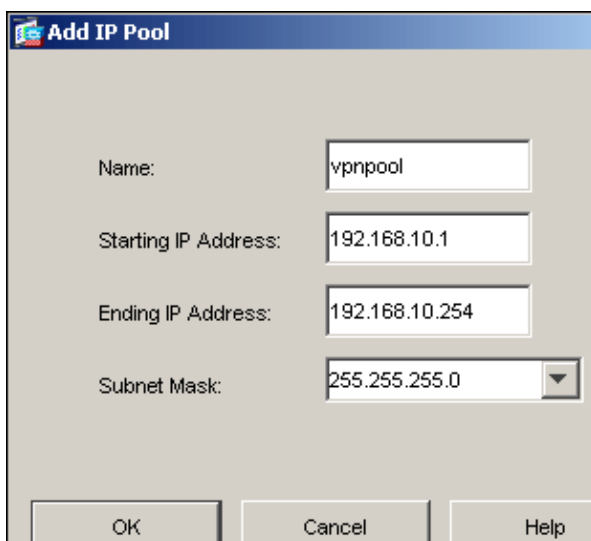 Add IP Pool
Name: vpnpool
Starting IP Address: 192.168.10.1
Ending IP Address: 192.168.10.254
Subnet Mask: 255.255.255.0
OK Cancel Help